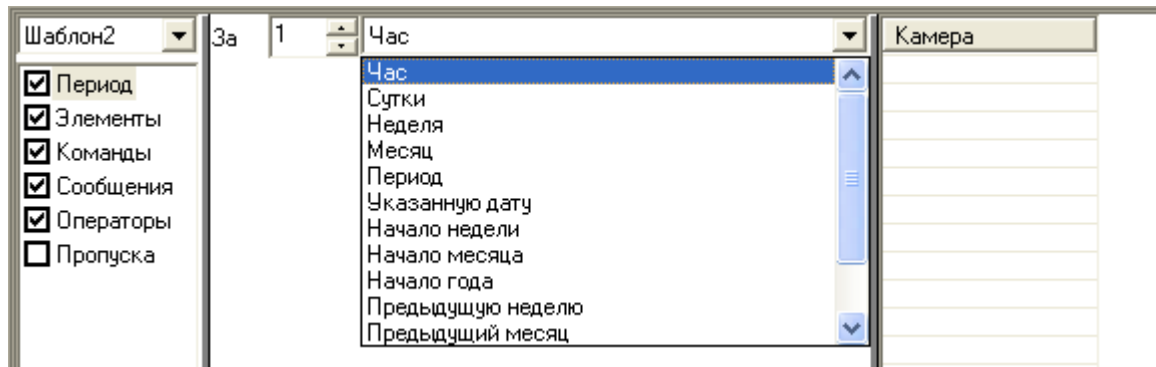 Шаблон2 За 1 Час Камера
Период
Элементы
Команды
Сообщения
Операторы
Пропуска
Час
Сутки
Неделя
Месяц
Период
Указанную дату
Начало недели
Начало месяца
Начало года
Предыдущую неделю
Предыдущий месяц